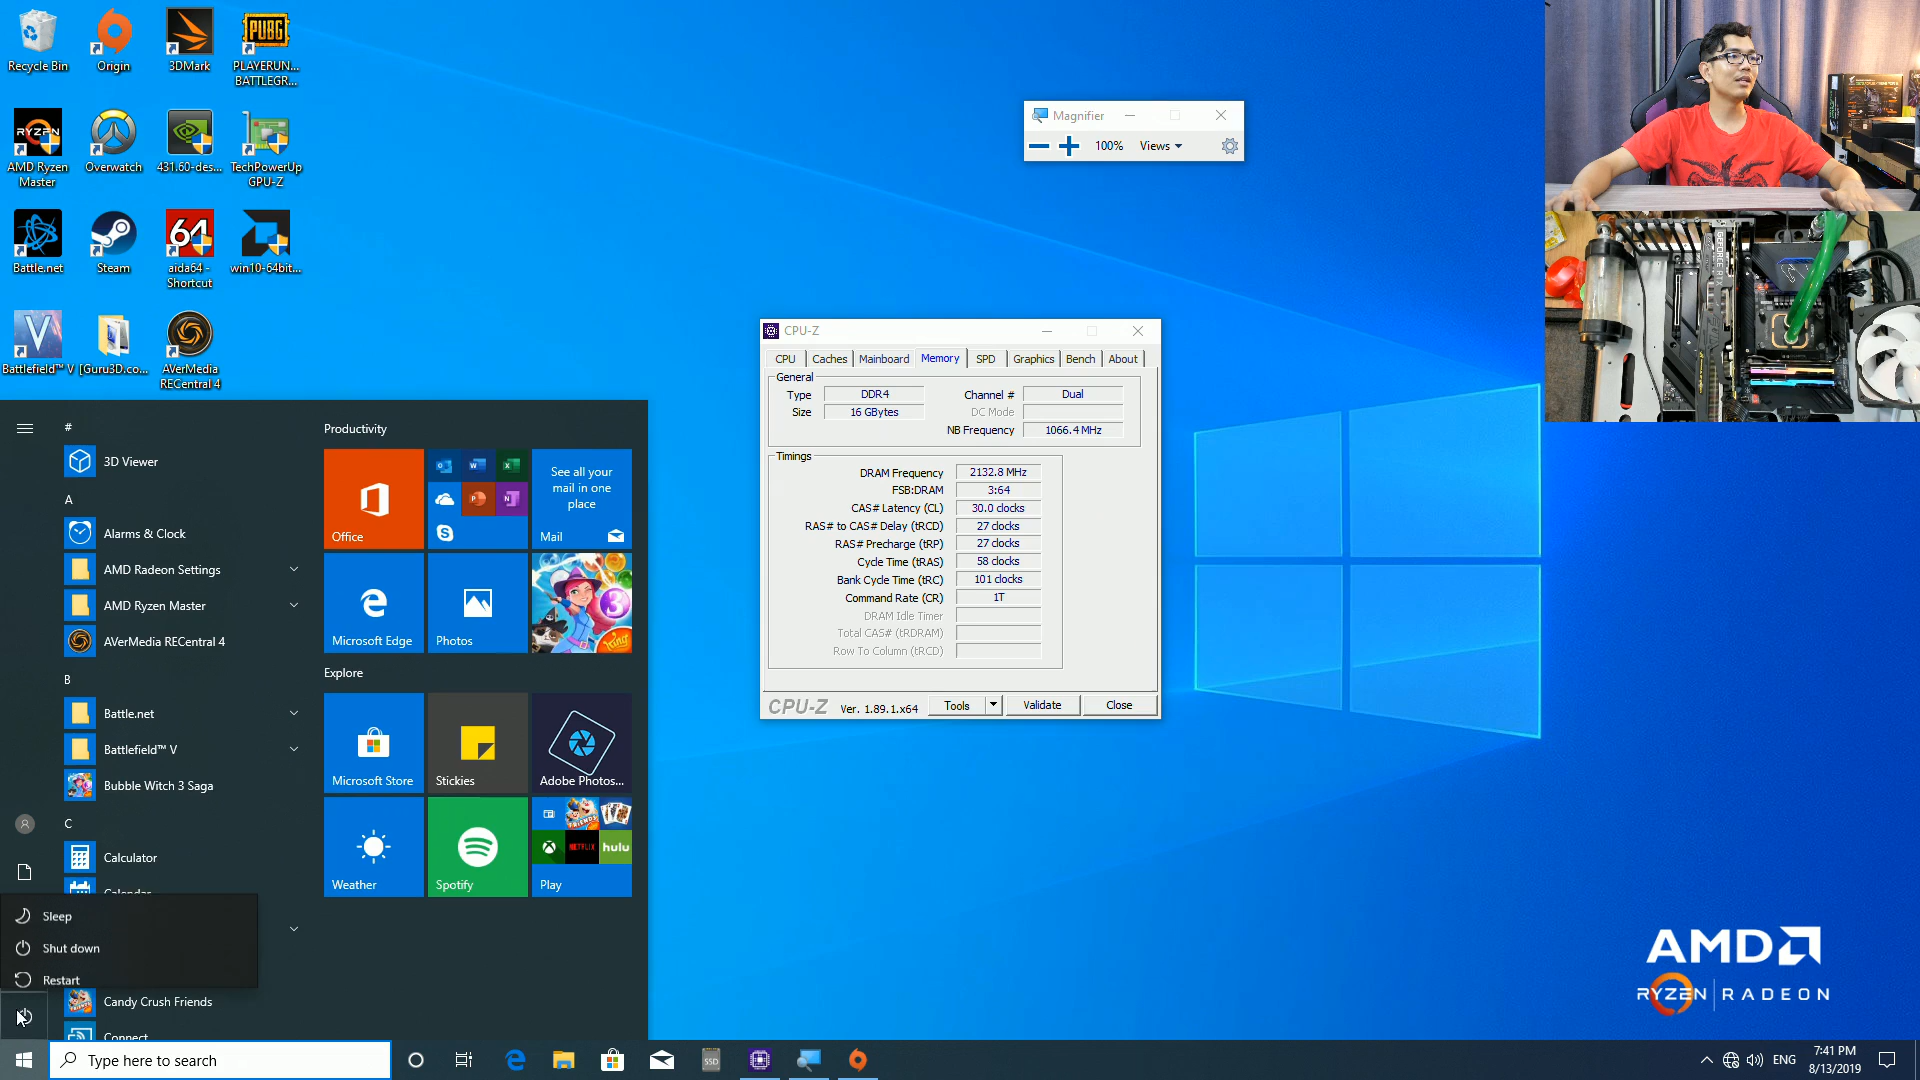 Recycle Bin
Origin
3DMark
PUBG
PLAYERUN...
BATTLEGR...
RYZEN
AMD Ryzen
Master
Overwatch
431.60-des...
TechPowerUp
GPU-Z
Battle.net
Steam
64
aida64 -
Shortcut
win10-64bit...
V
Battlefield™ V
[Guru3D.co...
AVerMedia
RECentral 4
Magnifier
100%
Views
CPU-Z
CPU
Caches
Mainboard
Memory
SPD
Graphics
Bench
About
General
Type
DDR4
Channel #
Dual
Size
16 GBytes
DC Mode
NB Frequency
1066.4 MHz
Timings
DRAM Frequency
2132.8 MHz
FSB:DRAM
3:64
CAS# Latency (CL)
30.0 clocks
RAS# to CAS# Delay (tRCD)
27 clocks
RAS# Precharge (tRP)
27 clocks
Cycle Time (tRAS)
58 clocks
Bank Cycle Time (tRC)
101 clocks
Command Rate (CR)
1T
DRAM Idle Timer
Total CAS# (tRDRAM)
Row To Column (tRCD)
CPU-Z
Ver. 1.89.1.x64
Tools
Validate
Close
#
3D Viewer
A
Alarms & Clock
AMD Radeon Settings
AMD Ryzen Master
AVerMedia RECentral 4
B
Battle.net
Battlefield™ V
Bubble Witch 3 Saga
C
Calculator
Calendar
Sleep
Shut down
Restart
Candy Crush Friends
Connect
Productivity
Office
See all your
mail in one
place
Mail
Microsoft Edge
Photos
3
King
Explore
Microsoft Store
Stickies
Adobe Photos...
Weather
Spotify
FRIENDS
NETFLIX
hulu
Play
GEFORCE RTX
AMD
RYZEN
RADEON
Type here to search
SSD
ENG
7:41 PM
8/13/2019